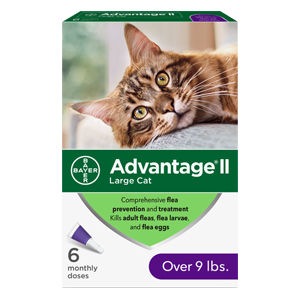 BAYER
BAYER
Advantage® II
Large Cat
Comprehensive flea
prevention and treatment
Kills adult fleas, flea larvae,
and flea eggs
6
monthly
doses
Over 9 lbs.